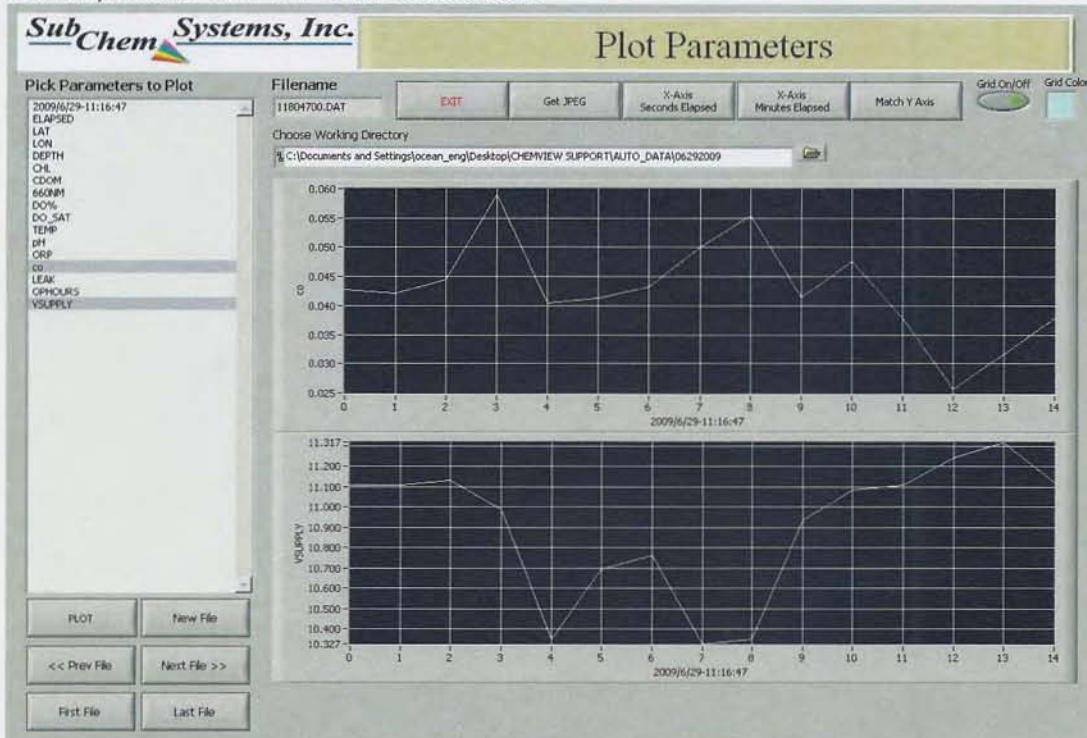 SubChem Systems, Inc.
Plot Parameters
Pick Parameters to Plot
2009/6/29-11:16:47
ELAPSED
LAT
LON
DEPTH
CHL
CDOM
660NM
DO%
DO_SAT
TEMP
pH
ORP
co
LEAK
OPHOURS
VSUPPLY
PLOT
New File
<< Prev File
Next File >>
First File
Last File
Filename
11804700.DAT
EXIT
Get JPEG
X-Axis
Seconds Elapsed
X-Axis
Minutes Elapsed
Match Y Axis
Grid On/Off
Grid Color
Choose Working Directory
C:\Documents and Settings\ocean_eng\Desktop\CHEMVIEW SUPPORT\AUTO_DATA\06292009
0.060
0.055
0.050
0.045
0.040
0.035
0.030
0.025
co
0 1 2 3 4 5 6 7 8 9 10 11 12 13 14
2009/6/29-11:16:47
11.317
11.200
11.100
11.000
10.900
10.800
10.700
10.600
10.500
10.400
10.327
VSUPPLY
0 1 2 3 4 5 6 7 8 9 10 11 12 13 14
2009/6/29-11:16:47